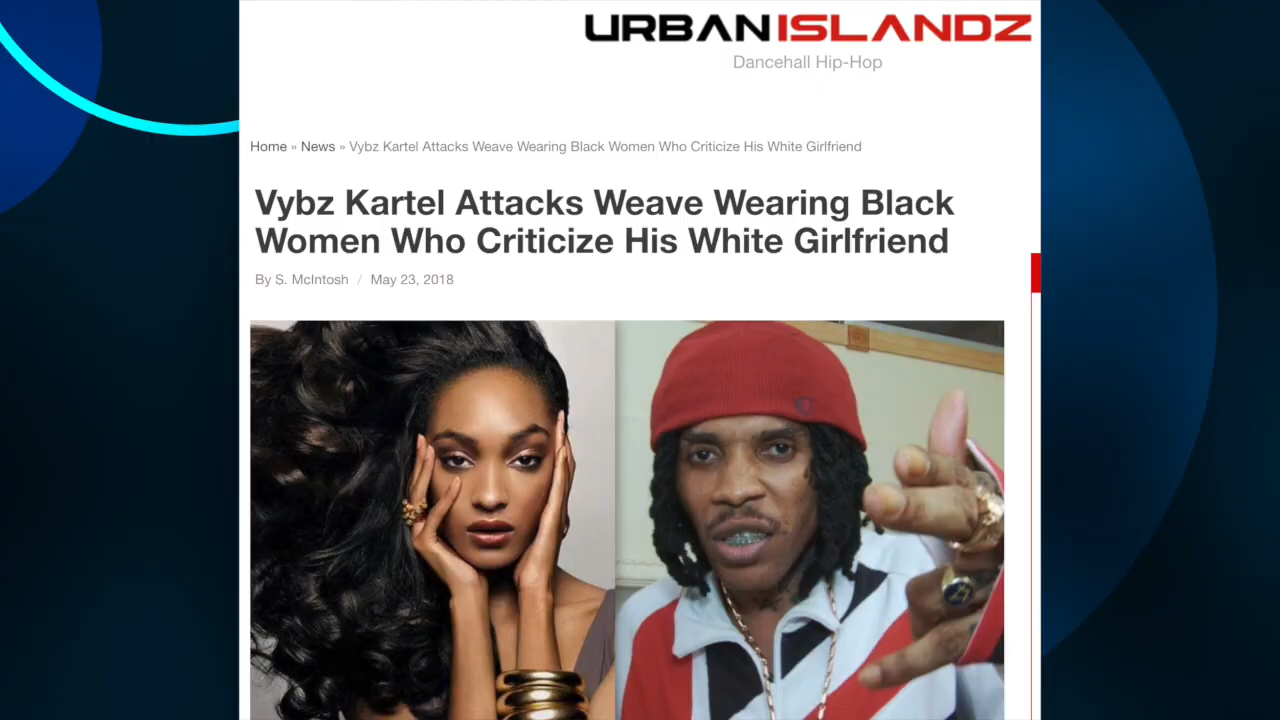 URBANISLANDZ
Dancehall Hip-Hop
Home » News » Vybz Kartel Attacks Weave Wearing Black Women Who Criticize His White Girlfriend
Vybz Kartel Attacks Weave Wearing Black
Women Who Criticize His White Girlfriend
By S. McIntosh / May 23, 2018